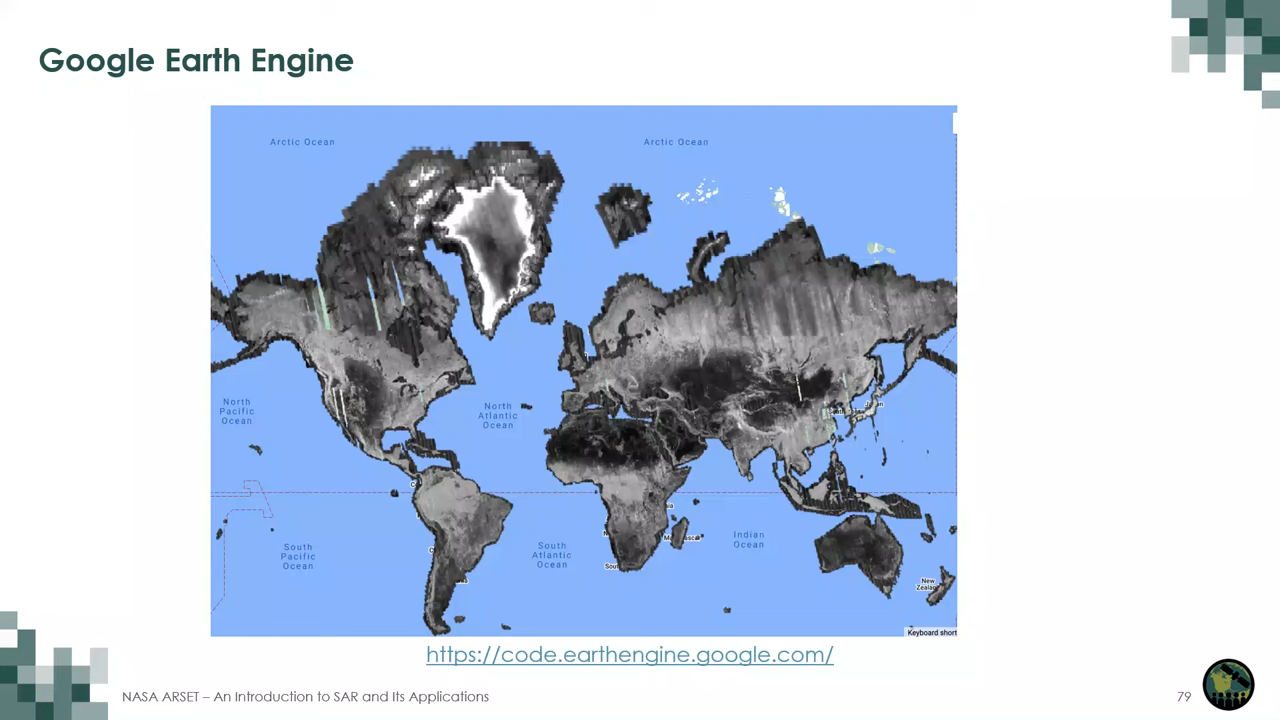 Google Earth Engine
Arctic Ocean
Arctic Ocean
North
Pacific
Ocean
North
Atlantic
Ocean
South
Pacific
Ocean
South
Atlantic
Ocean
Indian
Ocean
New
Keyboard short
https://code.earthengine.google.com/
NASA ARSET – An Introduction to SAR and Its Applications
79